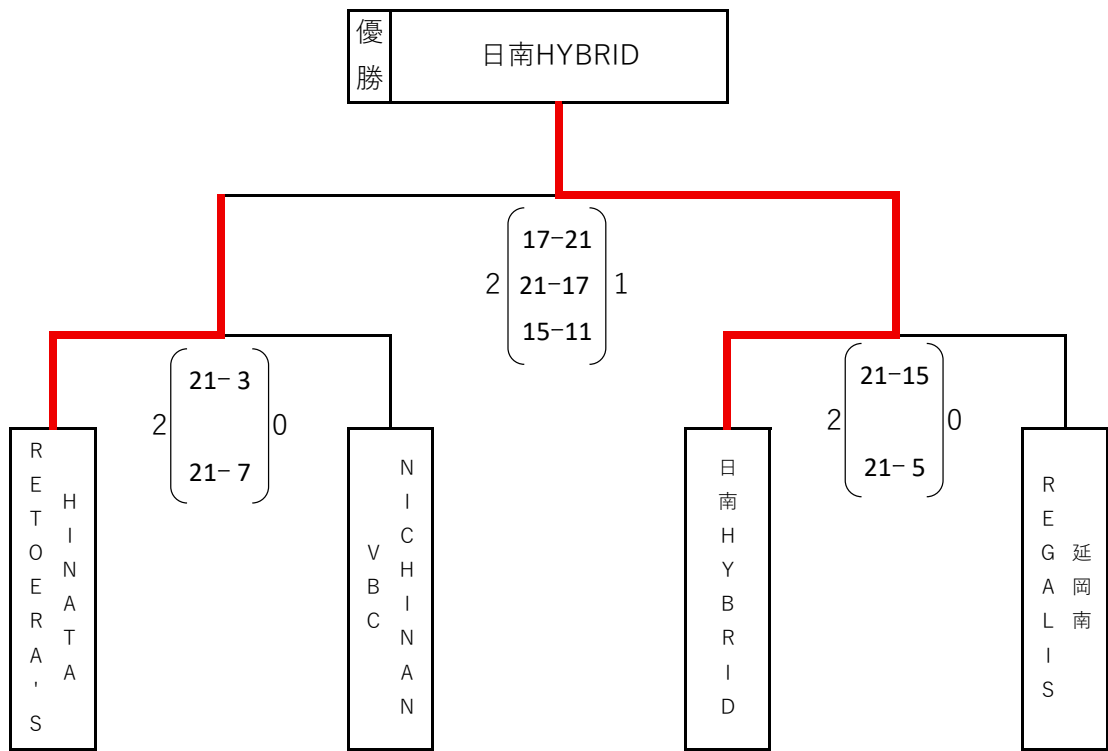 優勝
日南HYBRID
17-21
2 21-17 1
15-11
21- 3
2 0
21- 7
21-15
2 0
21- 5
HINATA
RETOERA'S
NICHINAN
VBC
日南HYBRID
延岡南
REGALIS